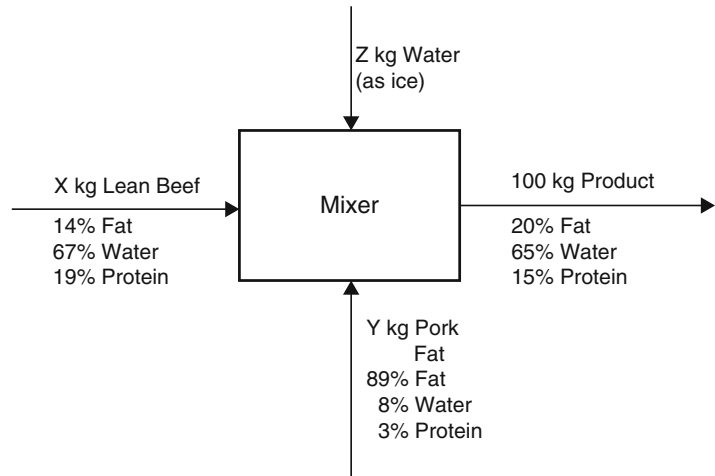 Z kg Water
(as ice)
X kg Lean Beef
14% Fat
67% Water
19% Protein
Mixer
100 kg Product
20% Fat
65% Water
15% Protein
Y kg Pork
Fat
89% Fat
8% Water
3% Protein